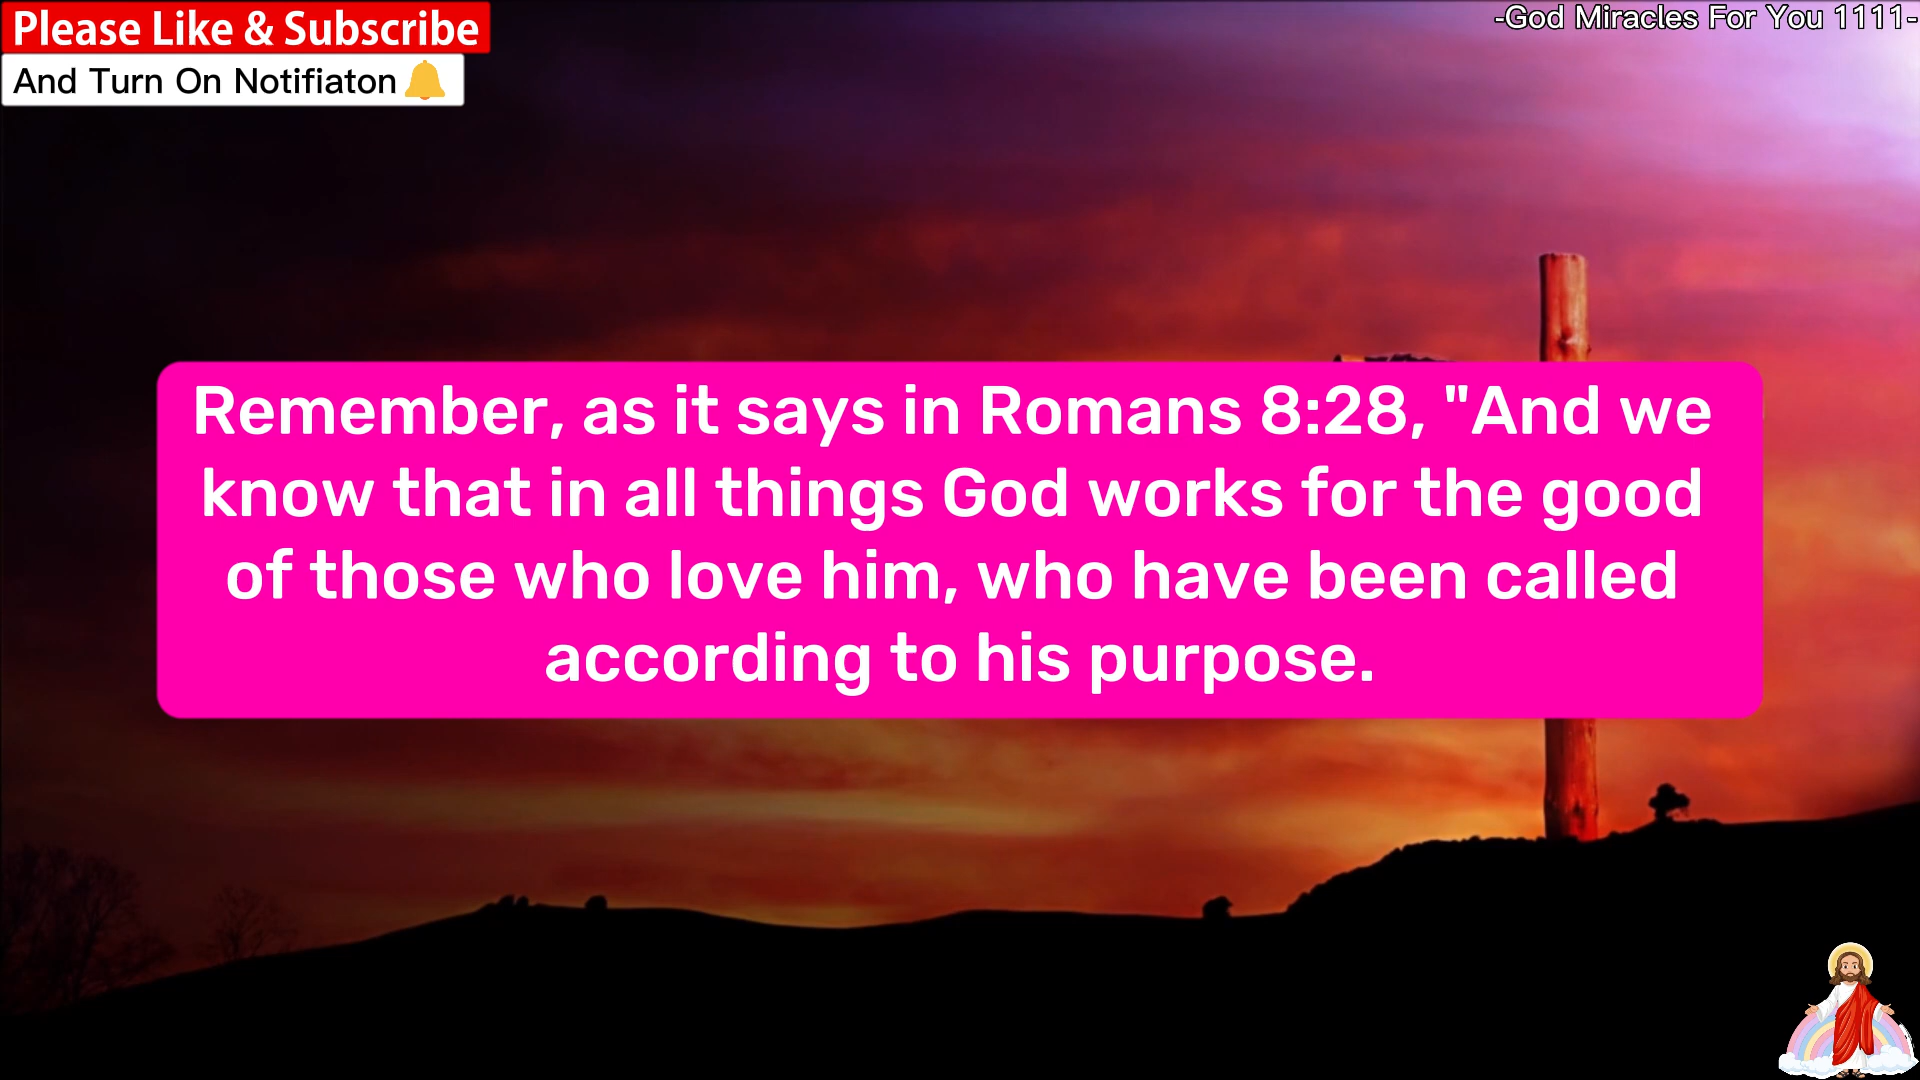 Please Like & Subscribe
And Turn On Notifiaton
-God Miracles For You 1111-
Remember, as it says in Romans 8:28, "And we
know that in all things God works for the good
of those who love him, who have been called
according to his purpose.